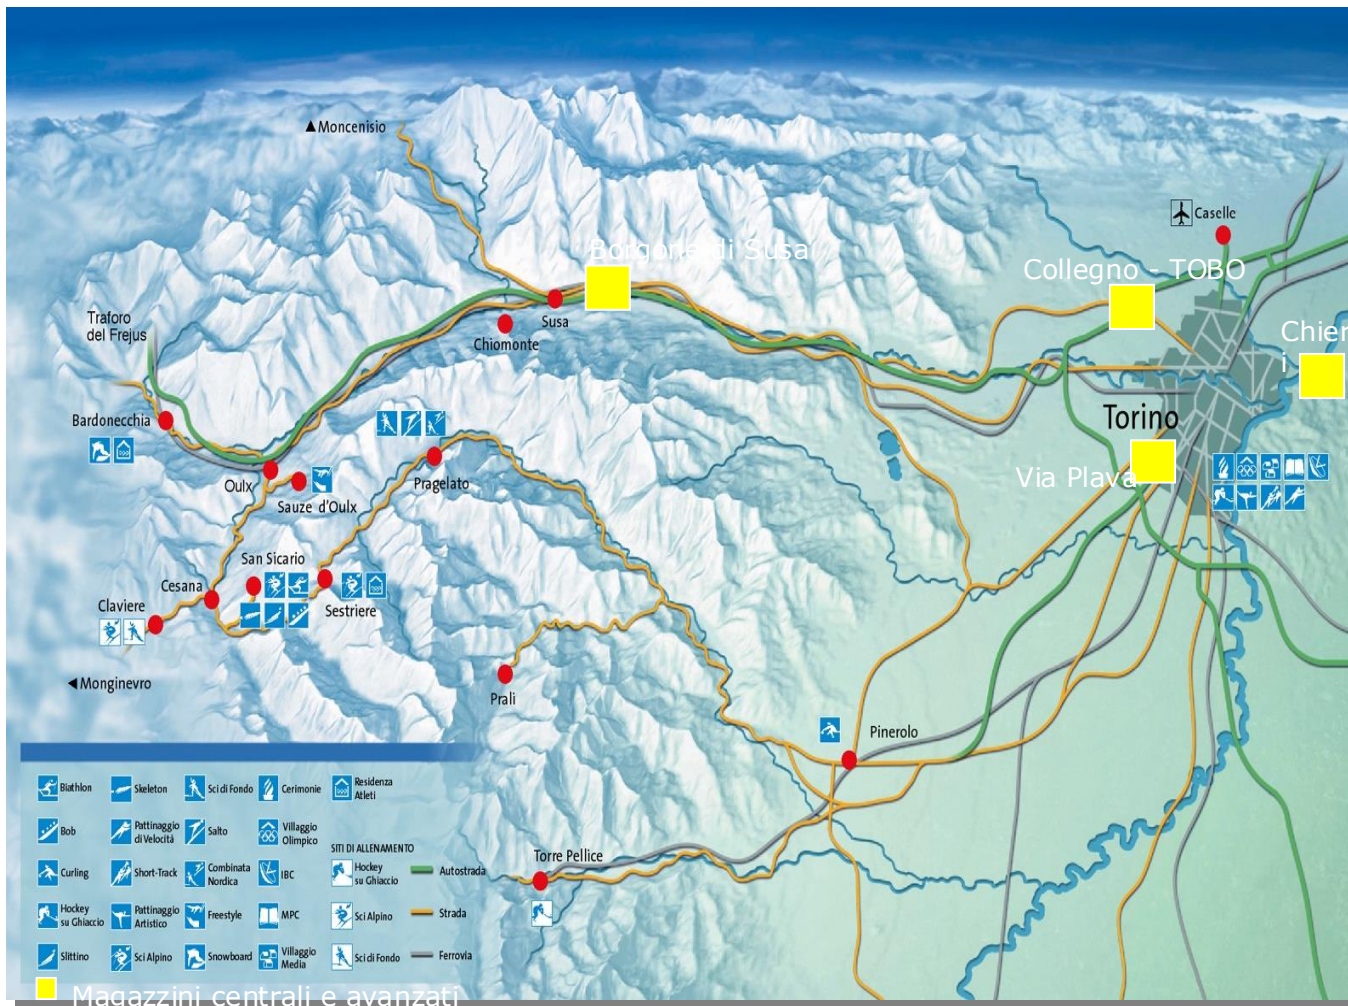 Moncenisio
Caselle
Borgone di Susa
Collegno - TOBO
Traforo
del Frejus
Susa
Chiomonte
Chier
i
Bardonecchia
Torino
Oulx
Sauze d'Oulx
Pragelato
Via Plava
San Sicario
Cesana
Claviere
Sestriere
Monginevro
Prali
Pinerolo
Torre Pellice
Biathlon
Skeleton
Sci di Fondo
Cerimonie
Residenza
Atleti
Bob
Pattinaggio
di Velocità
Salto
Villaggio
Olimpico
SITI DI ALLENAMENTO
Curling
Short-Track
Combinata
Nordica
IBC
Hockey
su Ghiaccio
Autostrada
Hockey
su Ghiaccio
Pattinaggio
Artistico
Freestyle
MPC
Sci Alpino
Strada
Slittino
Sci Alpino
Snowboard
Villaggio
Media
Sci di Fondo
Ferrovia
Magazzini centrali e avanzati